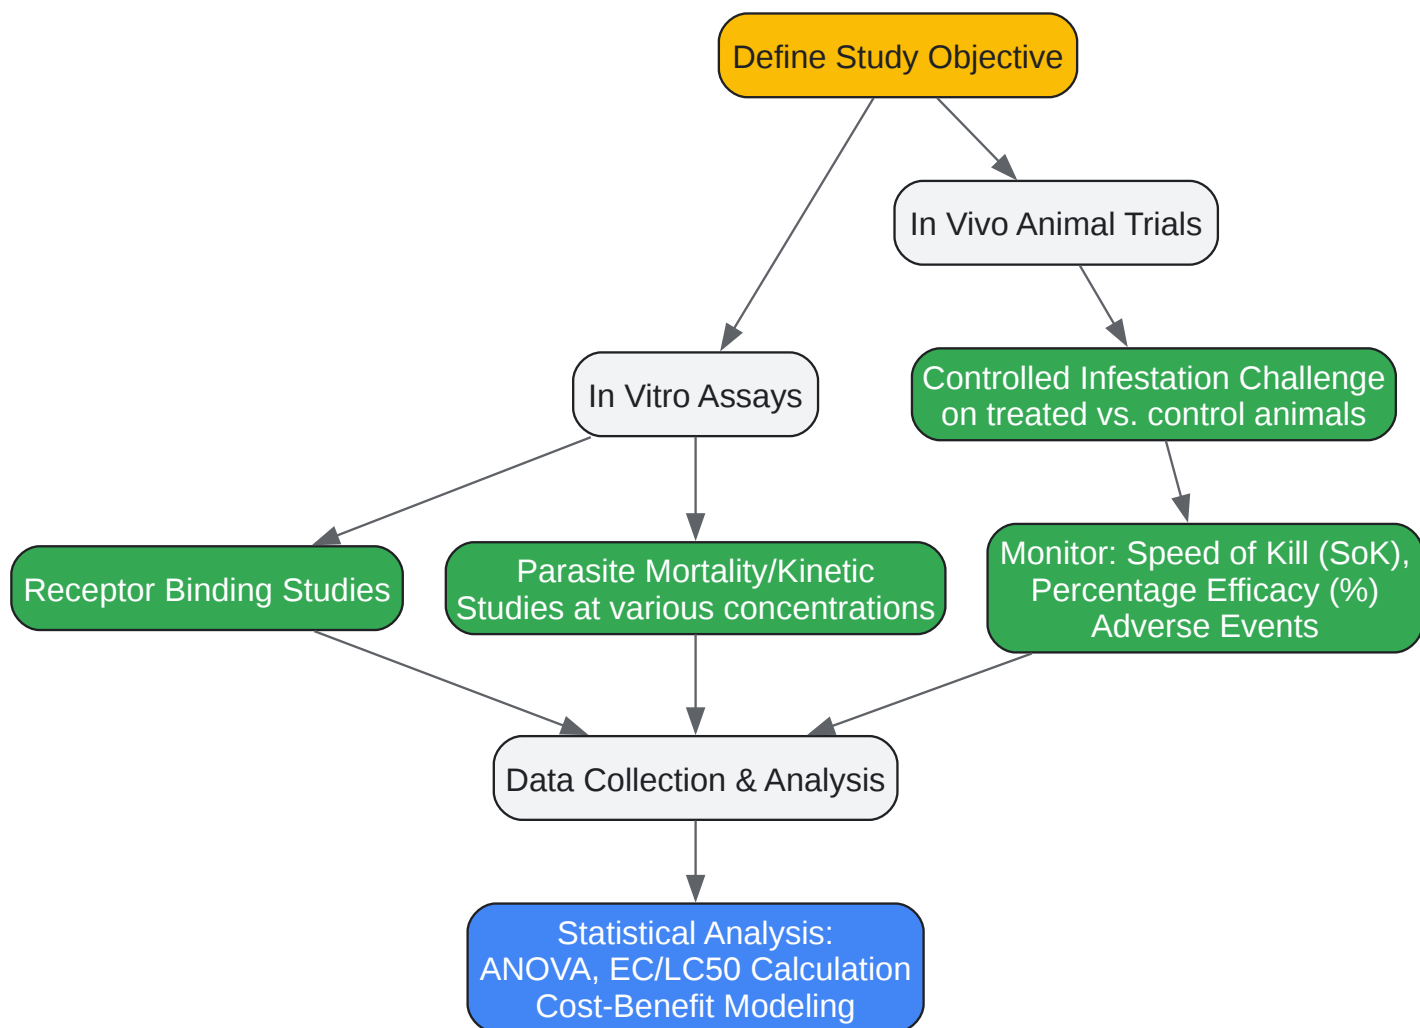 Define Study Objective
In Vivo Animal Trials
In Vitro Assays
Controlled Infestation Challenge
on treated vs. control animals
Receptor Binding Studies
Parasite Mortality/Kinetic
Studies at various concentrations
Monitor: Speed of Kill (SoK),
Percentage Efficacy (%)
Adverse Events
Data Collection & Analysis
Statistical Analysis:
ANOVA, EC/LC50 Calculation
Cost-Benefit Modeling